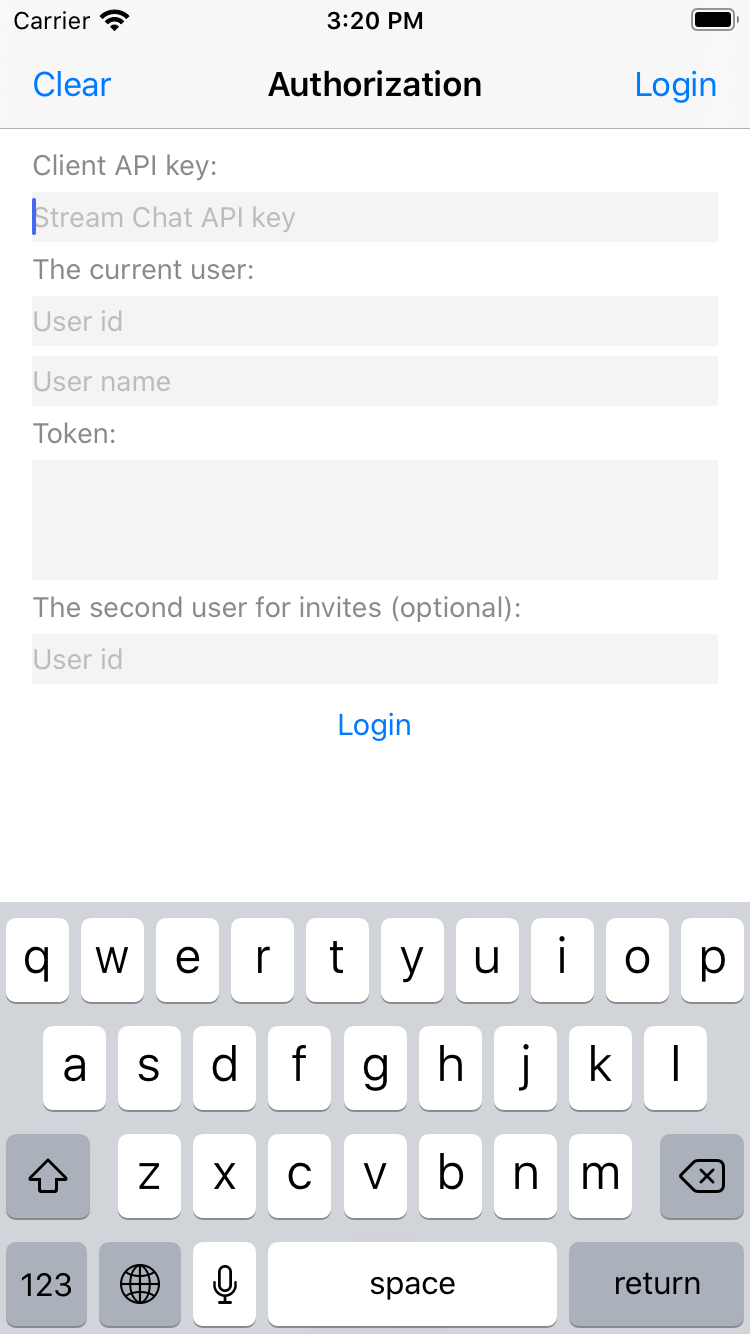 Carrier 3:20 PM
Clear Authorization Login
Client API key:
Stream Chat API key
The current user:
User id
User name
Token:
The second user for invites (optional):
User id
Login
q w e r t y u i o p
a s d f g h j k l
z x c v b n m
123 space return